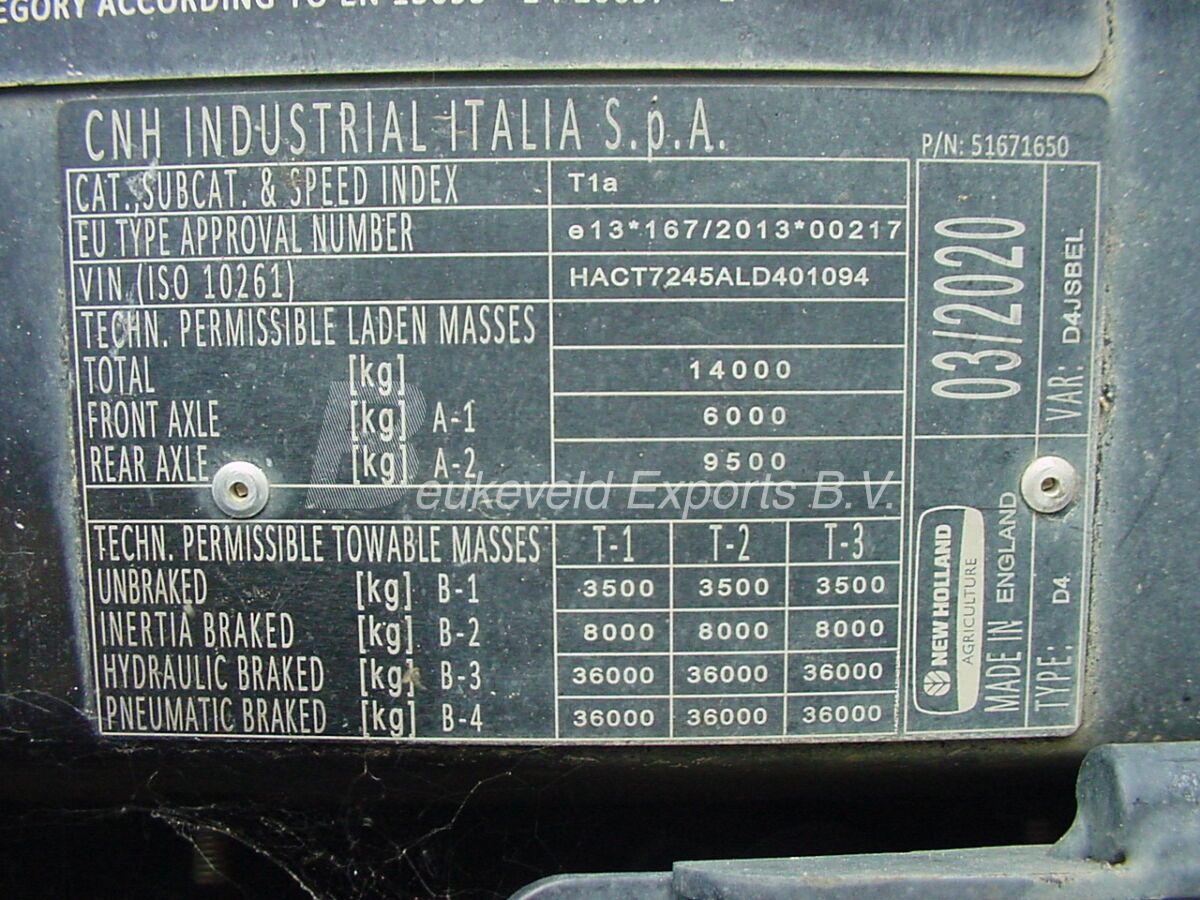 EGORY ACCORDING TO EN
CNH INDUSTRIAL ITALIA S.p.A.
P/N: 51671650
CAT.,SUBCAT. & SPEED INDEX T1a
EU TYPE APPROVAL NUMBER e13*167/2013*00217
VIN (ISO 10261) HACT7245ALD401094
TECHN. PERMISSIBLE LADEN MASSES
TOTAL [kg] 14000
FRONT AXLE [kg] A-1 6000
REAR AXLE [kg] A-2 9500
Beukeveld Exports B.V.
TECHN. PERMISSIBLE TOWABLE MASSES T-1 T-2 T-3
UNBRAKED [kg] B-1 3500 3500 3500
INERTIA BRAKED [kg] B-2 8000 8000 8000
HYDRAULIC BRAKED [kg] B-3 36000 36000 36000
PNEUMATIC BRAKED [kg] B-4 36000 36000 36000
03/2020
VAR: D4JSBEL
NEW HOLLAND
AGRICULTURE
MADE IN ENGLAND
TYPE: D4